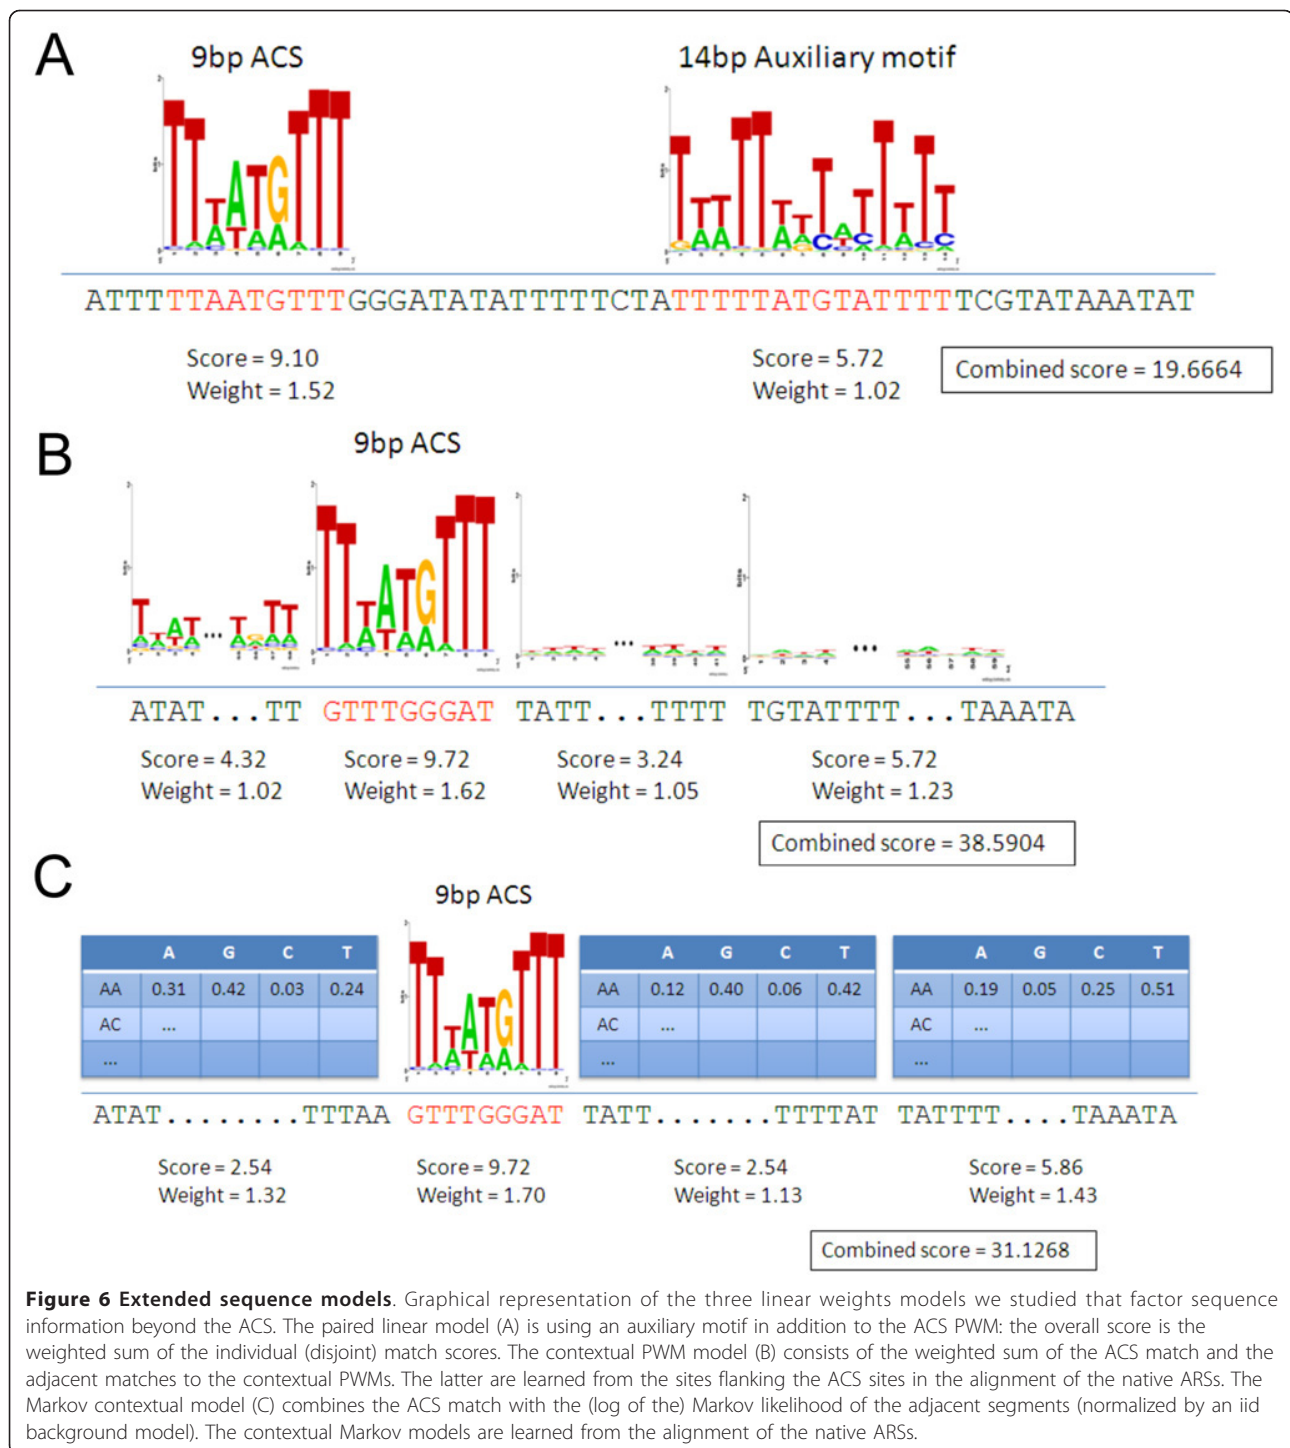 A
9bp ACS
14bp Auxiliary motif
ATTTTTAATGTTTGGGATATATTTTTCTATTTTTATGTATTTTTCGTATAAATAT
Score = 9.10
Weight = 1.52
Score = 5.72
Weight = 1.02
Combined score = 19.6664
B
9bp ACS
ATAT...TT GTTTGGGAT TATT...TTTT TGTATTTT...TAAATA
Score = 4.32
Weight = 1.02
Score = 9.72
Weight = 1.62
Score = 3.24
Weight = 1.05
Score = 5.72
Weight = 1.23
Combined score = 38.5904
C
9bp ACS
A G C T
AA 0.31 0.42 0.03 0.24
AC ...
...
A G C T
AA 0.12 0.40 0.06 0.42
AC ...
...
A G C T
AA 0.19 0.05 0.25 0.51
AC ...
...
ATAT........TTTAA GTTTGGGAT TATT.......TTTTAT TATTTT....TAAATA
Score = 2.54
Weight = 1.32
Score = 9.72
Weight = 1.70
Score = 2.54
Weight = 1.13
Score = 5.86
Weight = 1.43
Combined score = 31.1268
Figure 6 Extended sequence models. Graphical representation of the three linear weights models we studied that factor sequence
information beyond the ACS. The paired linear model (A) is using an auxiliary motif in addition to the ACS PWM: the overall score is the
weighted sum of the individual (disjoint) match scores. The contextual PWM model (B) consists of the weighted sum of the ACS match and the
adjacent matches to the contextual PWMs. The latter are learned from the sites flanking the ACS sites in the alignment of the native ARSs. The
Markov contextual model (C) combines the ACS match with the (log of the) Markov likelihood of the adjacent segments (normalized by an iid
background model). The contextual Markov models are learned from the alignment of the native ARSs.